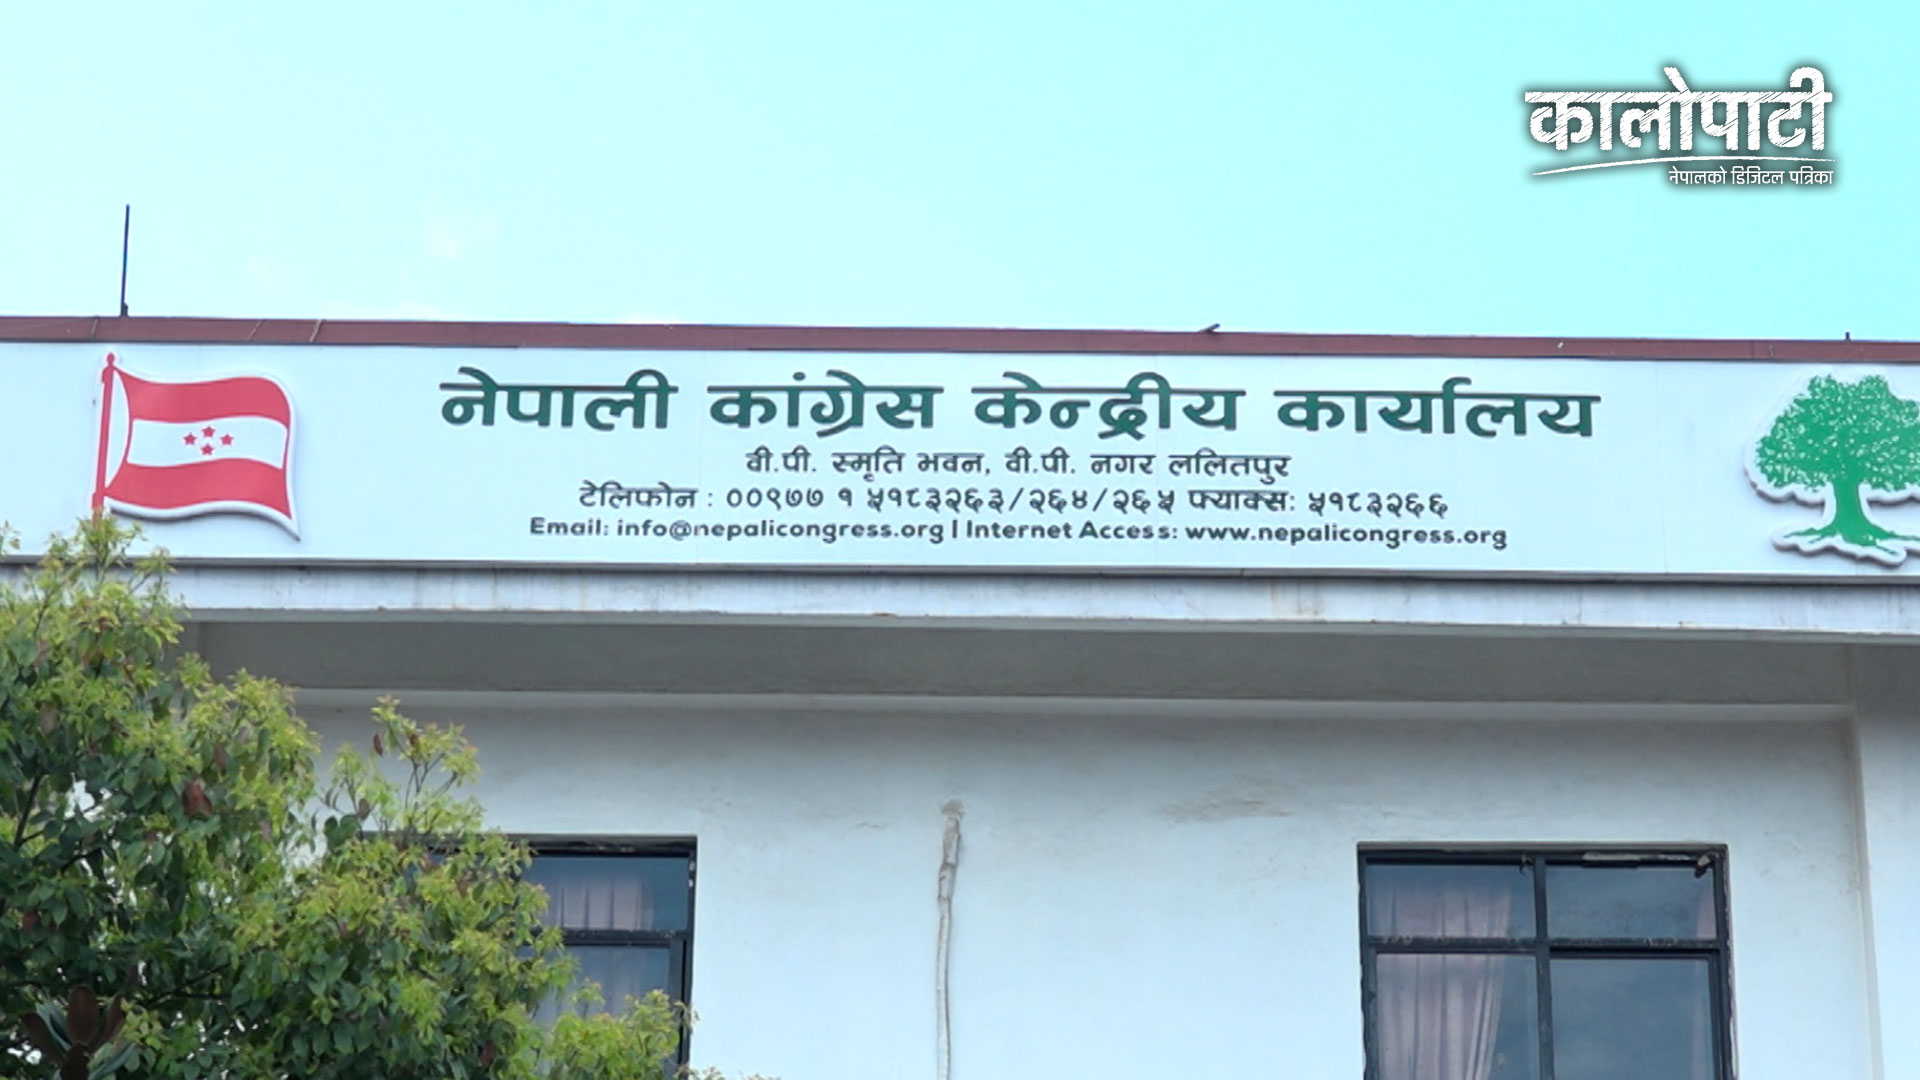 कालोपाटी
नेपालको डिजिटल पत्रिका
नेपाली कांग्रेस केन्द्रीय कार्यालय
वी.पी. स्मृति भवन, वी.पी. नगर ललितपुर
टेलिफोन : ००९७७ १ ५१८३२६३/२६४/२६५ फ्याक्स: ५१८३२६६
Email: info@nepalicongress.org | Internet Access: www.nepalicongress.org